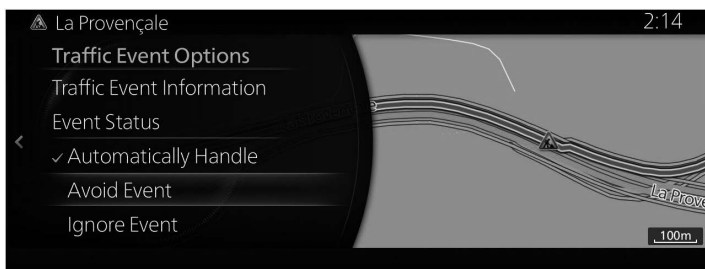 La Provençale
2:14
Traffic Event Options
Traffic Event Information
Event Status
Automatically Handle
Avoid Event
Ignore Event
La Prove
100m